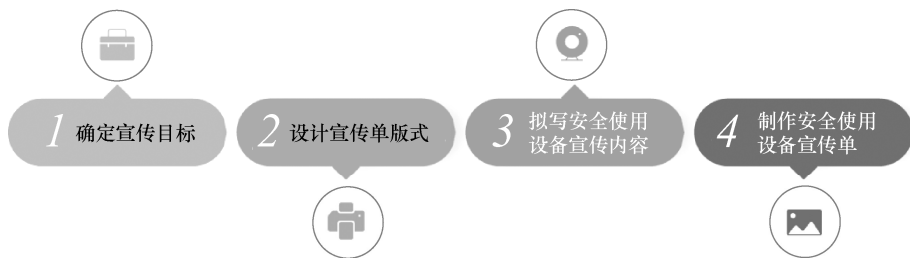 1 确定宣传目标
2 设计宣传单版式
3 拟写安全使用
设备宣传内容
4 制作安全使用
设备宣传单